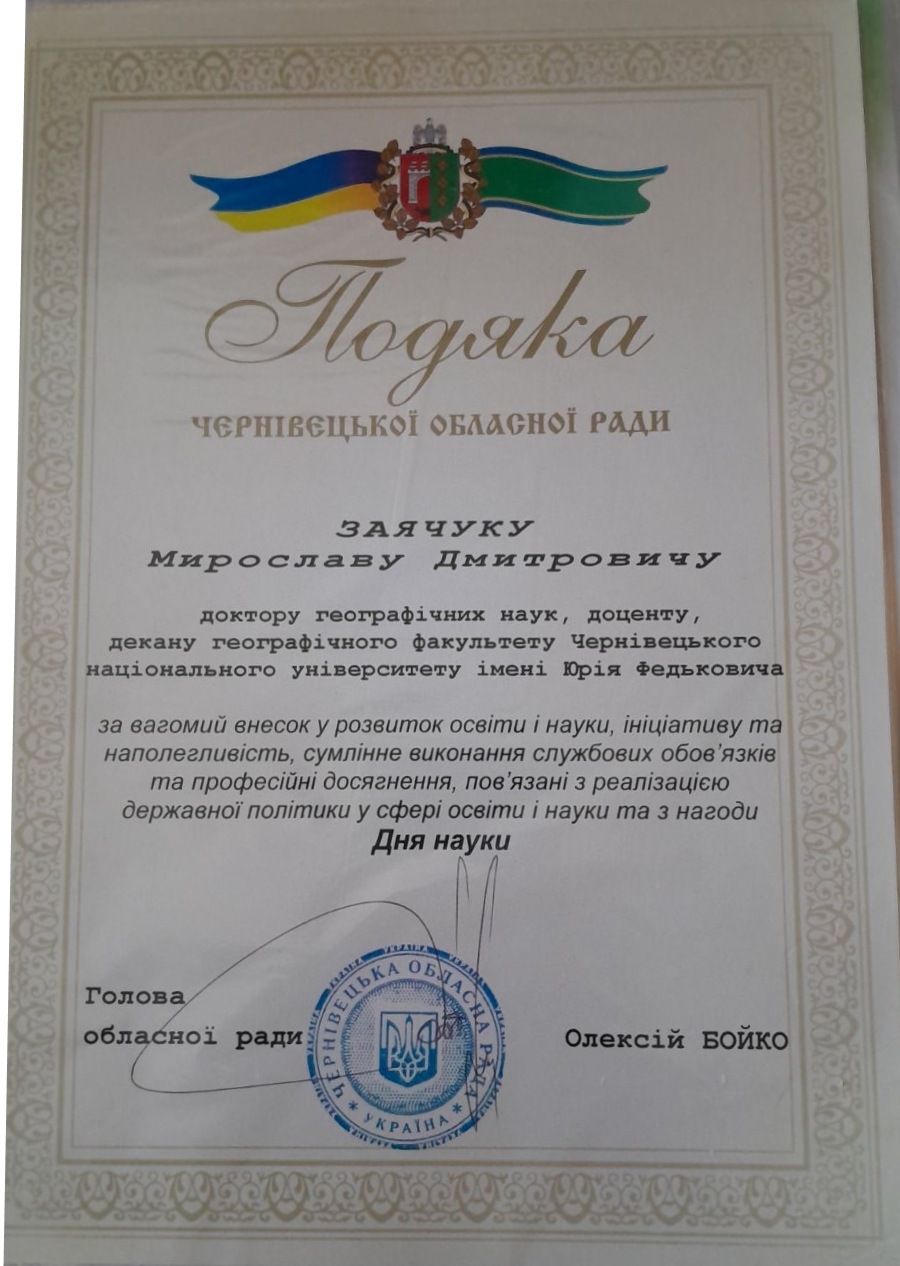 Подяка
ЧЕРНІВЕЦЬКОЇ ОБЛАСНОЇ РАДИ
ЗАЯЧУКУ
Мирославу Дмитровичу
доктору географічних наук, доценту,
декану географічного факультету Чернівецького
національного університету імені Юрія Федьковича
за вагомий внесок у розвиток освіти і науки, ініціативу та
наполегливість, сумлінне виконання службових обов’язків
та професійні досягнення, пов’язані з реалізацією
державної політики у сфері освіти і науки та з нагоди
Дня науки
Голова
обласної ради
Олексій БОЙКО
ЧЕРНІВЕЦЬКА ОБЛАСНА РАДА
* УКРАЇНА *